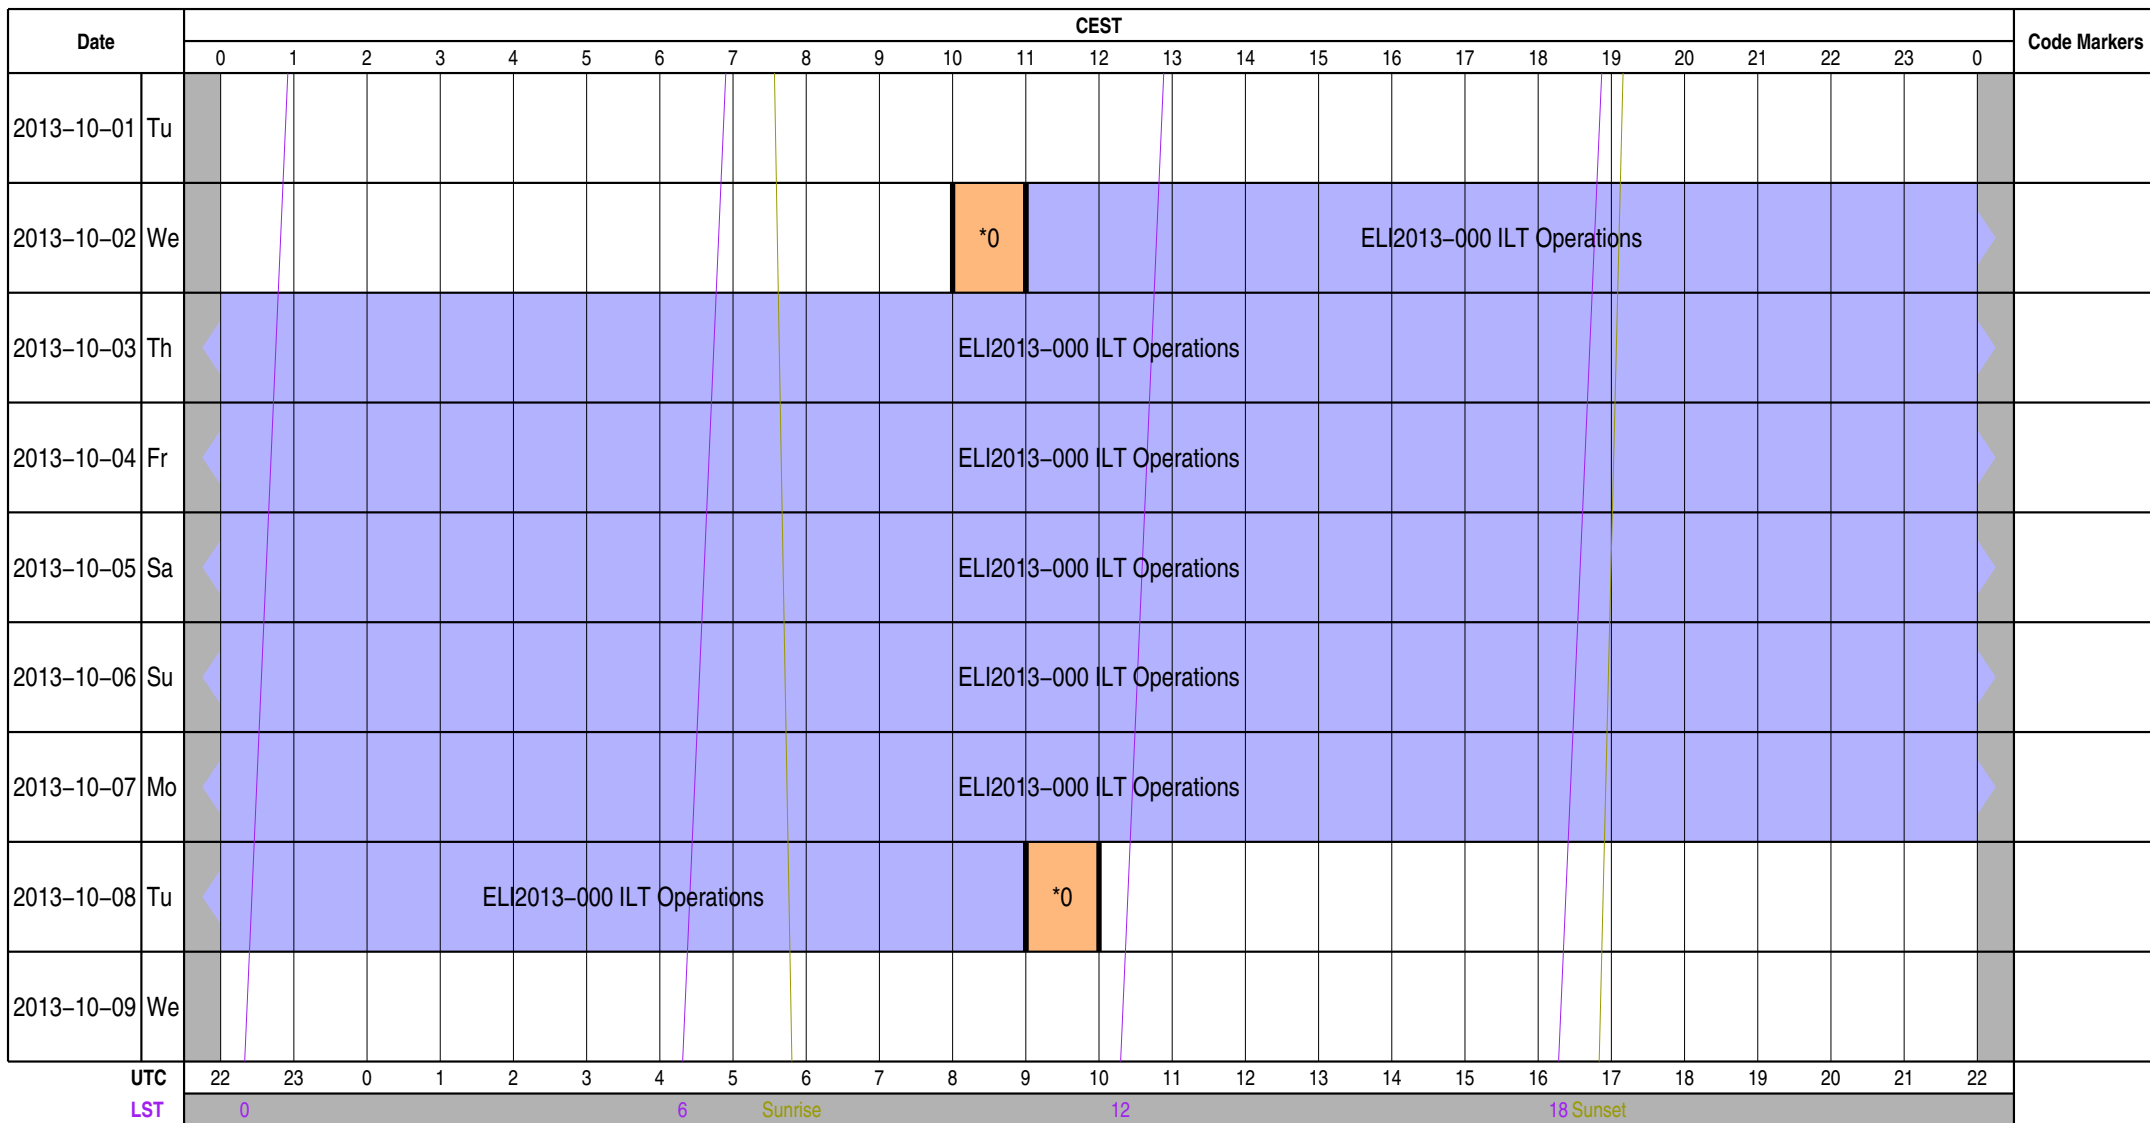 Date CEST Code Markers
0 1 2 3 4 5 6 7 8 9 10 11 12 13 14 15 16 17 18 19 20 21 22 23 0
2013−10−01 Tu
2013−10−02 We *0 ELI2013−000 ILT Operations
2013−10−03 Th ELI2013−000 ILT Operations
2013−10−04 Fr ELI2013−000 ILT Operations
2013−10−05 Sa ELI2013−000 ILT Operations
2013−10−06 Su ELI2013−000 ILT Operations
2013−10−07 Mo ELI2013−000 ILT Operations
2013−10−08 Tu ELI2013−000 ILT Operations *0
2013−10−09 We
UTC 22 23 0 1 2 3 4 5 6 7 8 9 10 11 12 13 14 15 16 17 18 19 20 21 22
LST 0 6 Sunrise 12 18 Sunset